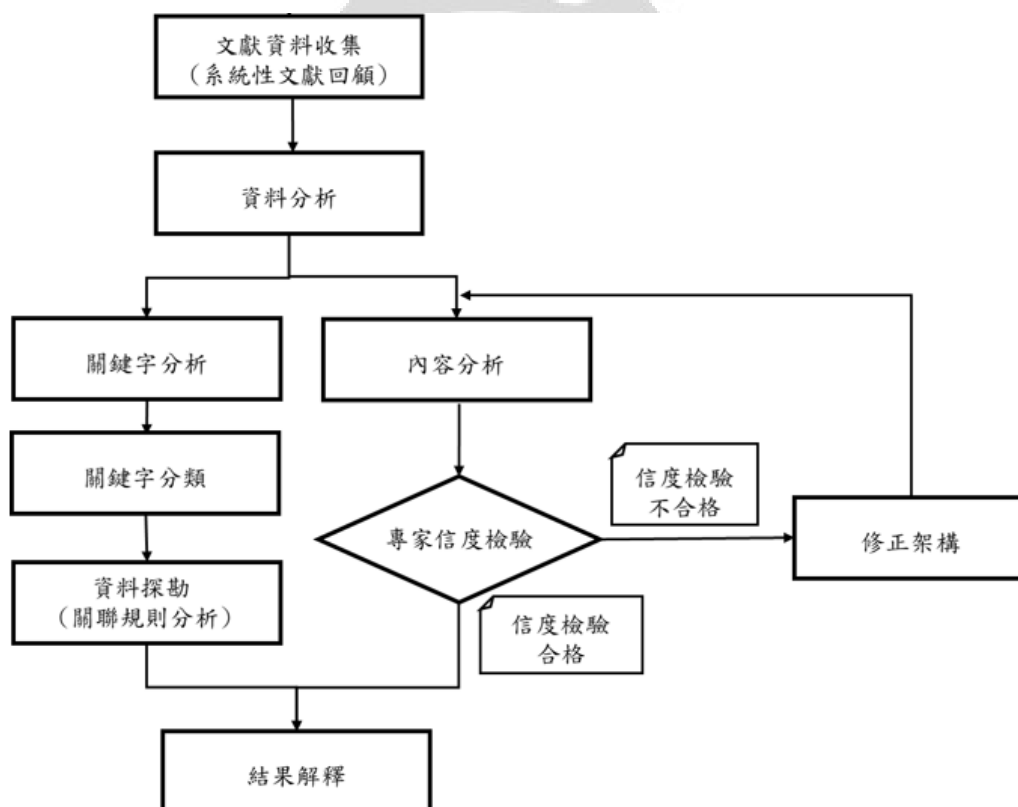 文獻資料收集
（系統性文獻回顧）
資料分析
關鍵字分析
內容分析
關鍵字分類
信度檢驗
不合格
專家信度檢驗
修正架構
資料探勘
（關聯規則分析）
信度檢驗
合格
結果解釋